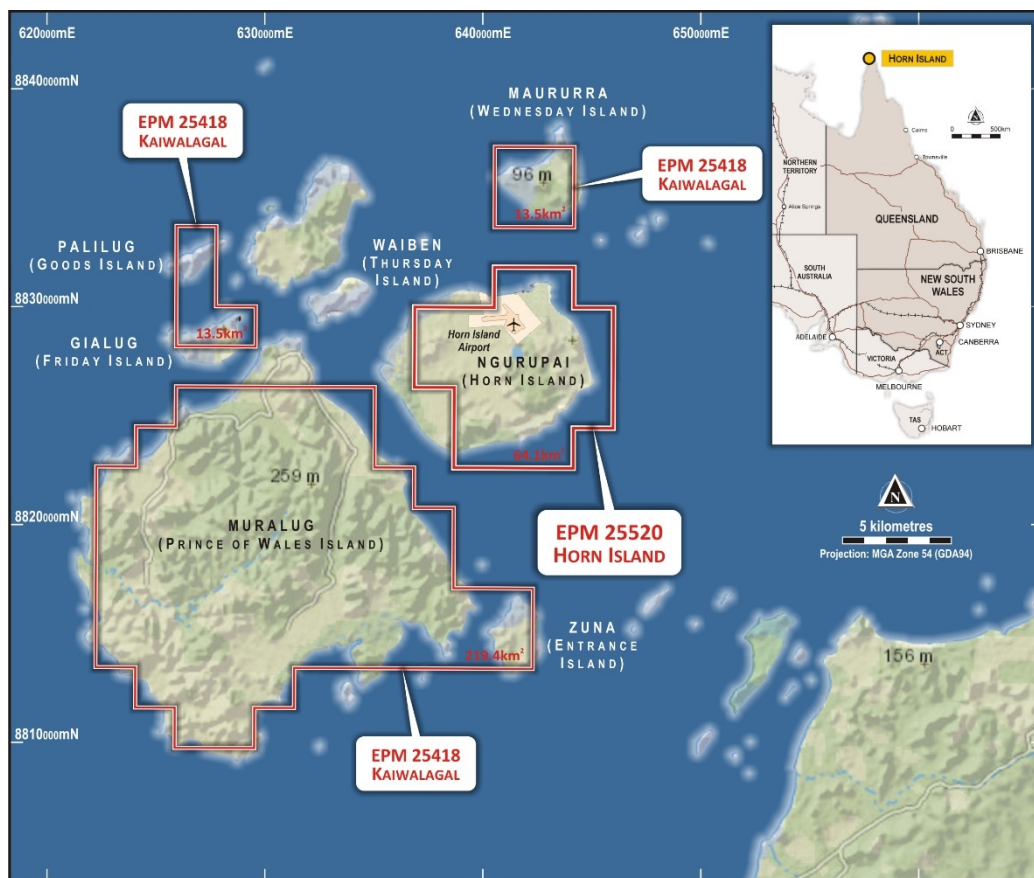 620000mE
630000mE
640000mE
650000mE
8840000mN
8830000mN
8820000mN
8810000mN
EPM 25418
KAIWALAGAL
MAURURRA
(WEDNESDAY ISLAND)
96 m
13.5km²
EPM 25418
KAIWALAGAL
PALILUG
(GOODS ISLAND)
WAIBEN
(THURSDAY
ISLAND)
13.5km²
GIALUG
(FRIDAY ISLAND)
Horn Island
Airport
NGURUPAI
(HORN ISLAND)
64.1km²
EPM 25520
HORN ISLAND
259 m
MURALUG
(PRINCE OF WALES ISLAND)
219.4km²
ZUNA
(ENTRANCE
ISLAND)
EPM 25418
KAIWALAGAL
156 m
N
5 kilometres
Projection: MGA Zone 54 (GDA94)
HORN ISLAND
N
0 500km
Cairns
Townsville
NORTHERN
TERRITORY
Alice Springs
QUEENSLAND
BRISBANE
SOUTH
AUSTRALIA
NEW SOUTH
WALES
SYDNEY
ADELAIDE
CANBERRA
ACT
VICTORIA
MELBOURNE
TAS
HOBART